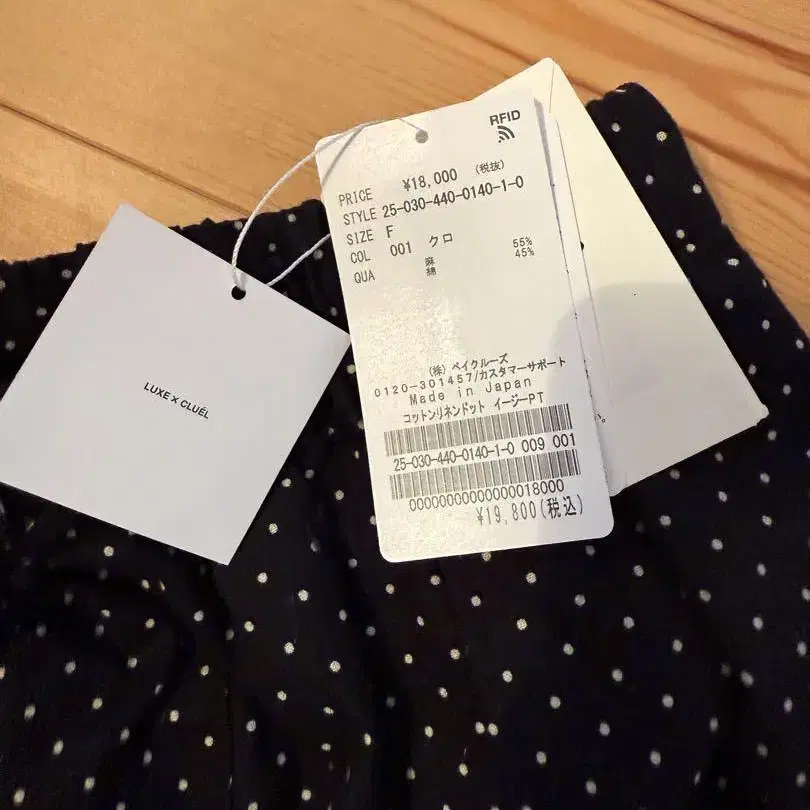 LUXE × CLUÉL
RFID
PRICE ¥18,000 (税抜)
STYLE 25-030-440-0140-1-0
SIZE F
COL 001 クロ
QUA 麻 55%
綿 45%
(株) ベイクルーズ
0120-301457/カスタマーサポート
Made in Japan
コットンリネンドット イージーPT
25-030-440-0140-1-0 009 001
0000000000000018000
¥19,800(税込)